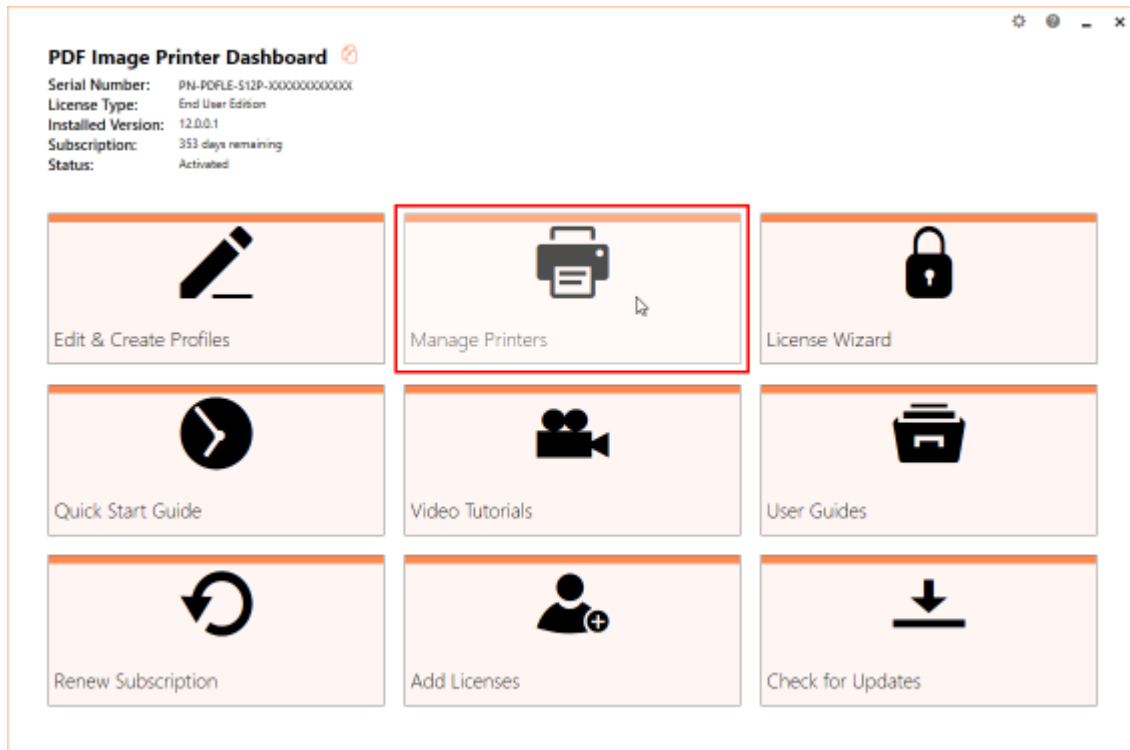 PDF Image Printer Dashboard
Serial Number: PN-PDFLE-S12P-XXXXXXXXXXXX
License Type: End User Edition
Installed Version: 12.0.0.1
Subscription: 353 days remaining
Status: Activated
Edit & Create Profiles
Manage Printers
License Wizard
Quick Start Guide
Video Tutorials
User Guides
Renew Subscription
Add Licenses
Check for Updates